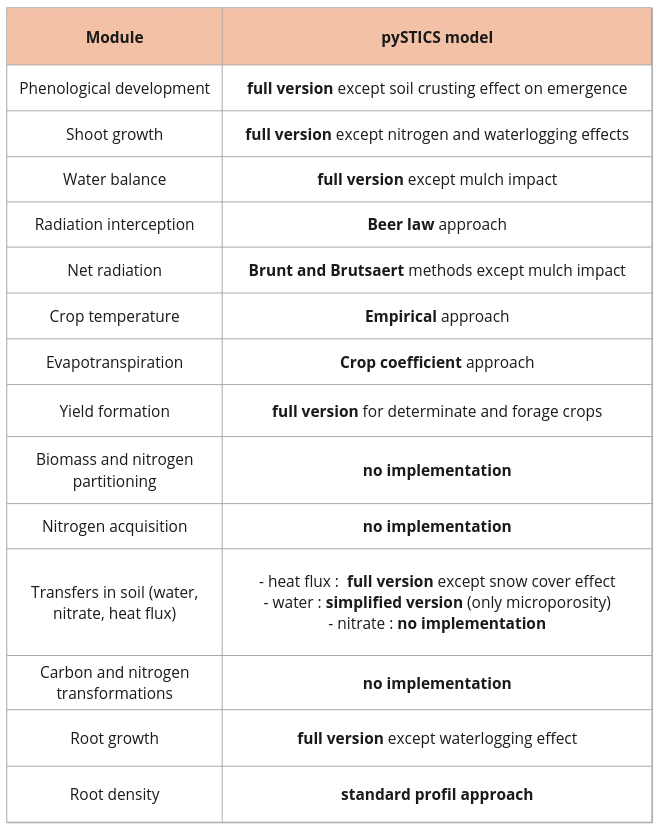 Module pySTICS model
Phenological development full version except soil crusting effect on emergence
Shoot growth full version except nitrogen and waterlogging effects
Water balance full version except mulch impact
Radiation interception Beer law approach
Net radiation Brunt and Brutsaert methods except mulch impact
Crop temperature Empirical approach
Evapotranspiration Crop coefficient approach
Yield formation full version for determinate and forage crops
Biomass and nitrogen
partitioning
no implementation
Nitrogen acquisition no implementation
Transfers in soil (water,
nitrate, heat flux)
- heat flux : full version except snow cover effect
- water : simplified version (only microporosity)
- nitrate : no implementation
Carbon and nitrogen
transformations
no implementation
Root growth full version except waterlogging effect
Root density standard profil approach